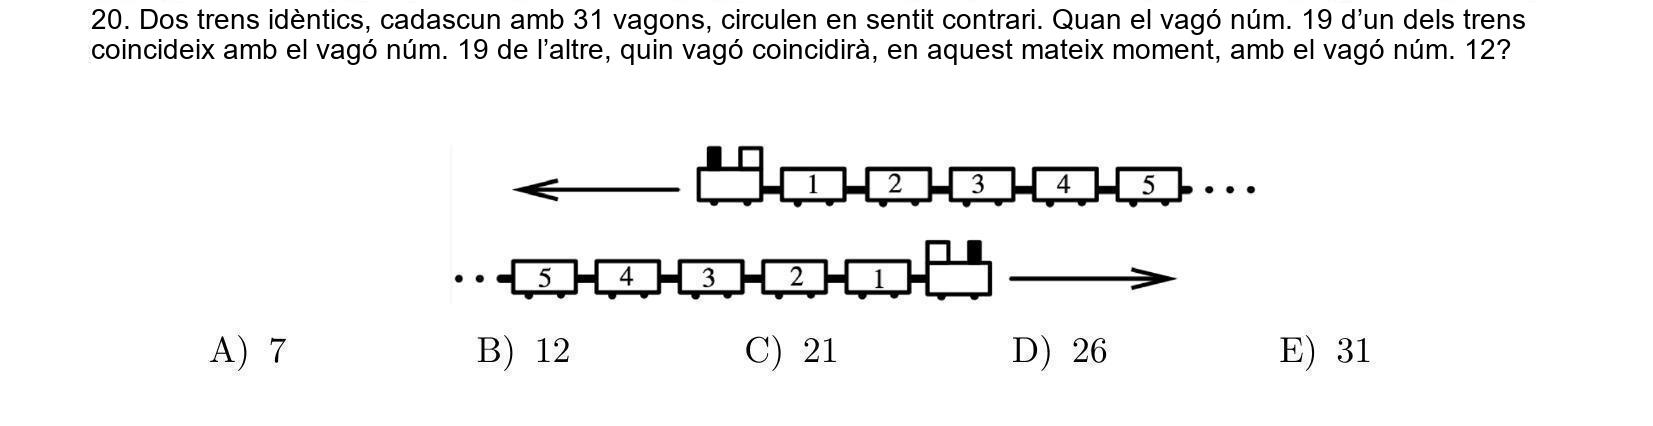 20. Dos trens idèntics, cadascun amb 31 vagons, circulen en sentit contrari. Quan el vagó núm. 19 d’un dels trens
coincideix amb el vagó núm. 19 de l’altre, quin vagó coincidirà, en aquest mateix moment, amb el vagó núm. 12?
1 2 3 4 5
5 4 3 2 1
A) 7 B) 12 C) 21 D) 26 E) 31